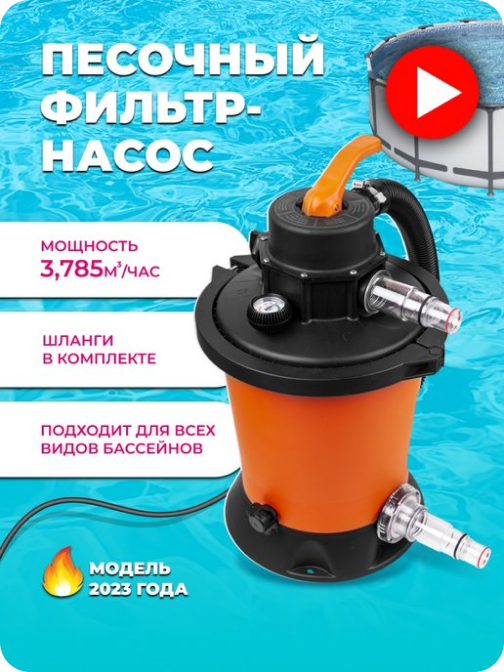 ПЕСОЧНЫЙ
ФИЛЬТР-
НАСОС
МОЩНОСТЬ
3,785м³/ЧАС
ШЛАНГИ
В КОМПЛЕКТЕ
ПОДХОДИТ ДЛЯ ВСЕХ
ВИДОВ БАССЕЙНОВ
МОДЕЛЬ
2023 ГОДА